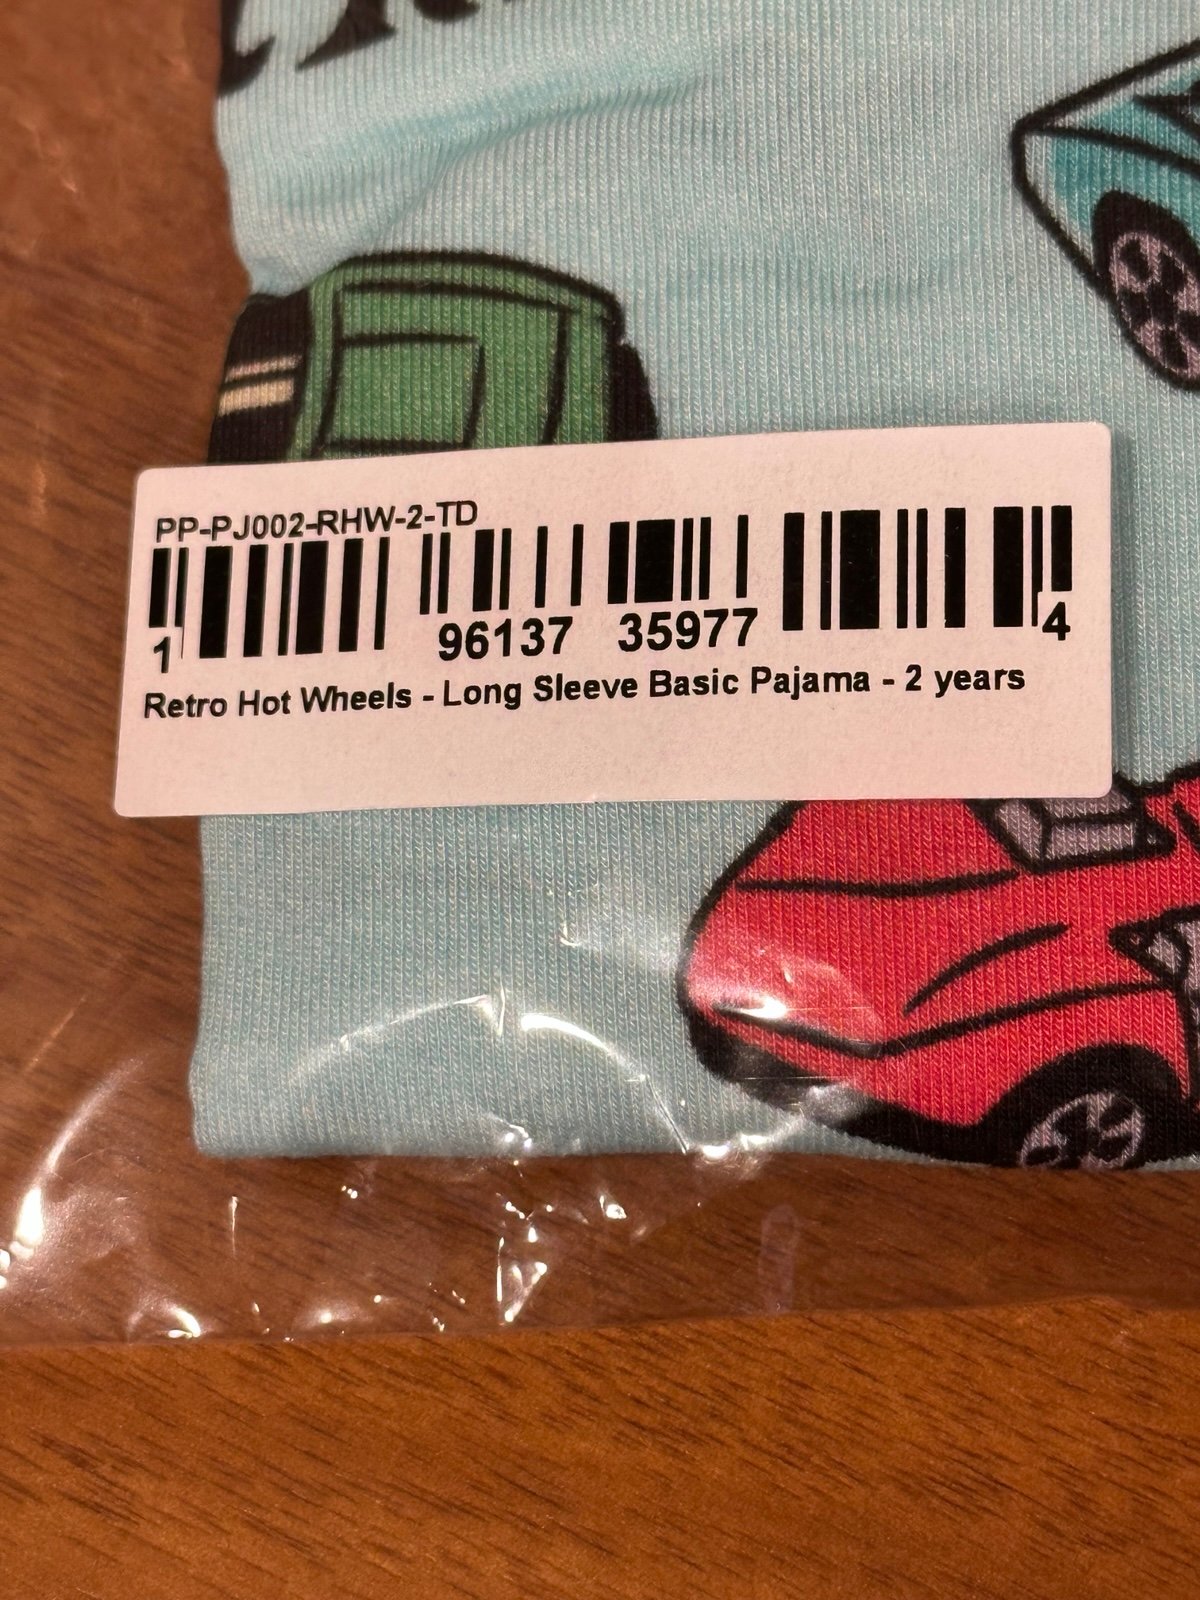 PP-PJ002-RHW-2-TD
1 96137 35977 4
Retro Hot Wheels - Long Sleeve Basic Pajama - 2 years